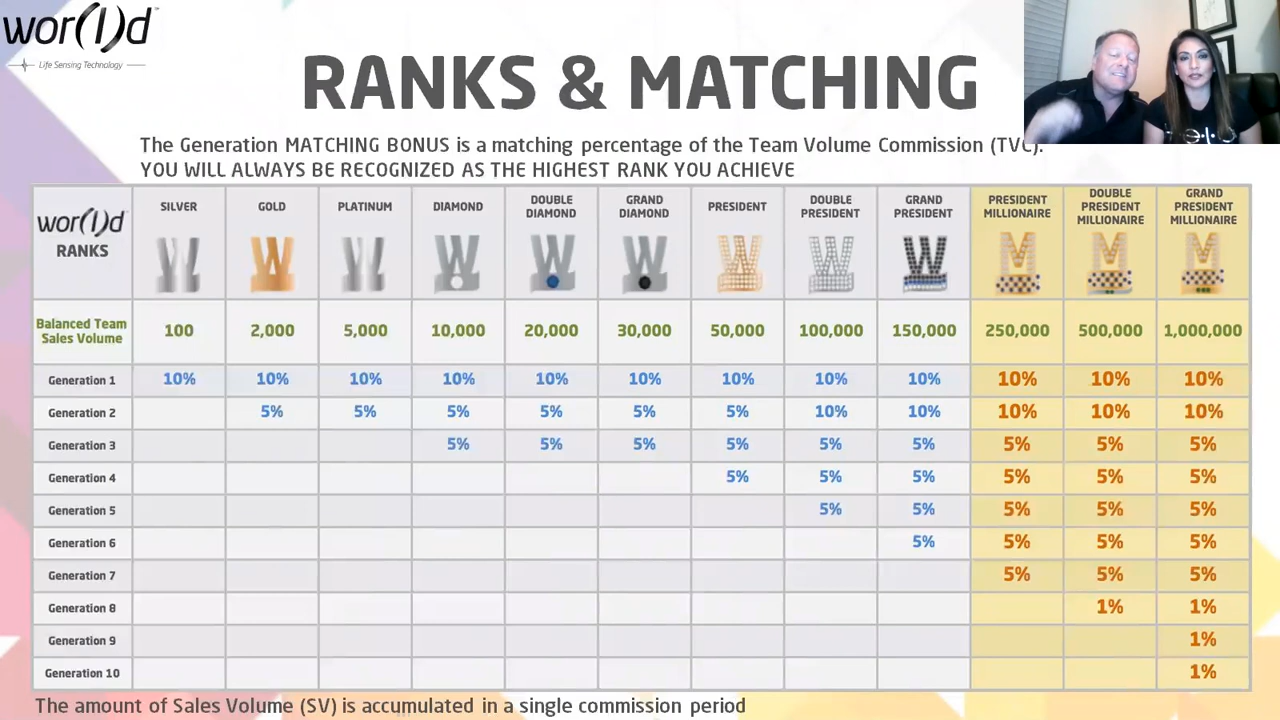 wor(l)d™
Life Sensing Technology
RANKS & MATCHING
The Generation MATCHING BONUS is a matching percentage of the Team Volume Commission (TVC).
YOU WILL ALWAYS BE RECOGNIZED AS THE HIGHEST RANK YOU ACHIEVE
wor(l)d RANKS SILVER GOLD PLATINUM DIAMOND DOUBLE DIAMOND GRAND DIAMOND PRESIDENT DOUBLE PRESIDENT GRAND PRESIDENT PRESIDENT MILLIONAIRE DOUBLE PRESIDENT MILLIONAIRE GRAND PRESIDENT MILLIONAIRE
Balanced Team Sales Volume 100 2,000 5,000 10,000 20,000 30,000 50,000 100,000 150,000 250,000 500,000 1,000,000
Generation 1 10% 10% 10% 10% 10% 10% 10% 10% 10% 10% 10% 10%
Generation 2 5% 5% 5% 5% 5% 5% 10% 10% 10% 10% 10%
Generation 3 5% 5% 5% 5% 5% 5% 5% 5% 5%
Generation 4 5% 5% 5% 5% 5% 5%
Generation 5 5% 5% 5% 5% 5%
Generation 6 5% 5% 5% 5%
Generation 7 5% 5% 5%
Generation 8 1% 1%
Generation 9 1%
Generation 10 1%
The amount of Sales Volume (SV) is accumulated in a single commission period